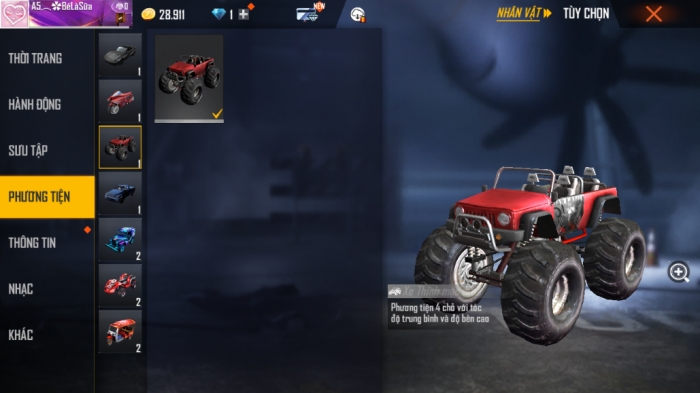 A5__✿BéLàSữa
0
28.911
1
NEW
NHÂN VẬT
TÙY CHỌN
THỜI TRANG
1
HÀNH ĐỘNG
1
SƯU TẬP
1
PHƯƠNG TIỆN
1
THÔNG TIN
2
NHẠC
2
KHÁC
2
Phương tiện 4 chỗ với tốc
độ trung bình và độ bền cao